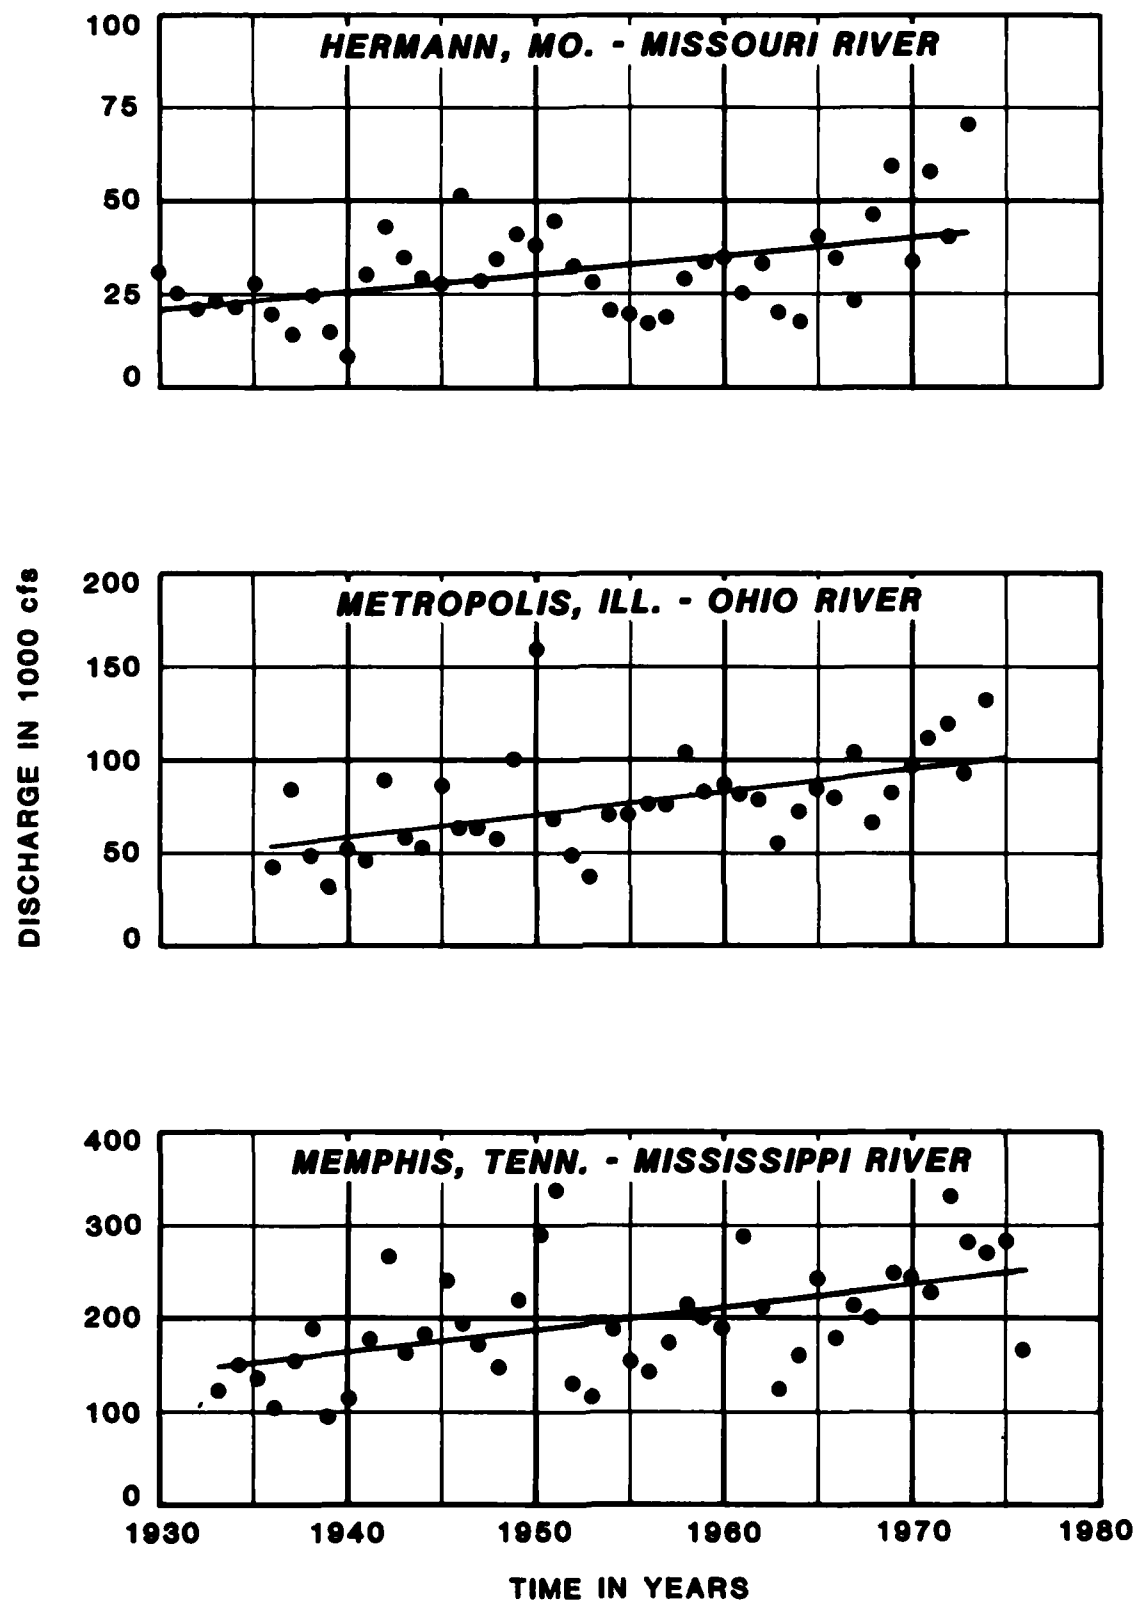 HERMANN, MO. - MISSOURI RIVER
100
75
50
25
0
DISCHARGE IN 1000 cfs
METROPOLIS, ILL. - OHIO RIVER
200
150
100
50
0
MEMPHIS, TENN. - MISSISSIPPI RIVER
400
300
200
100
0
1930 1940 1950 1960 1970 1980
TIME IN YEARS